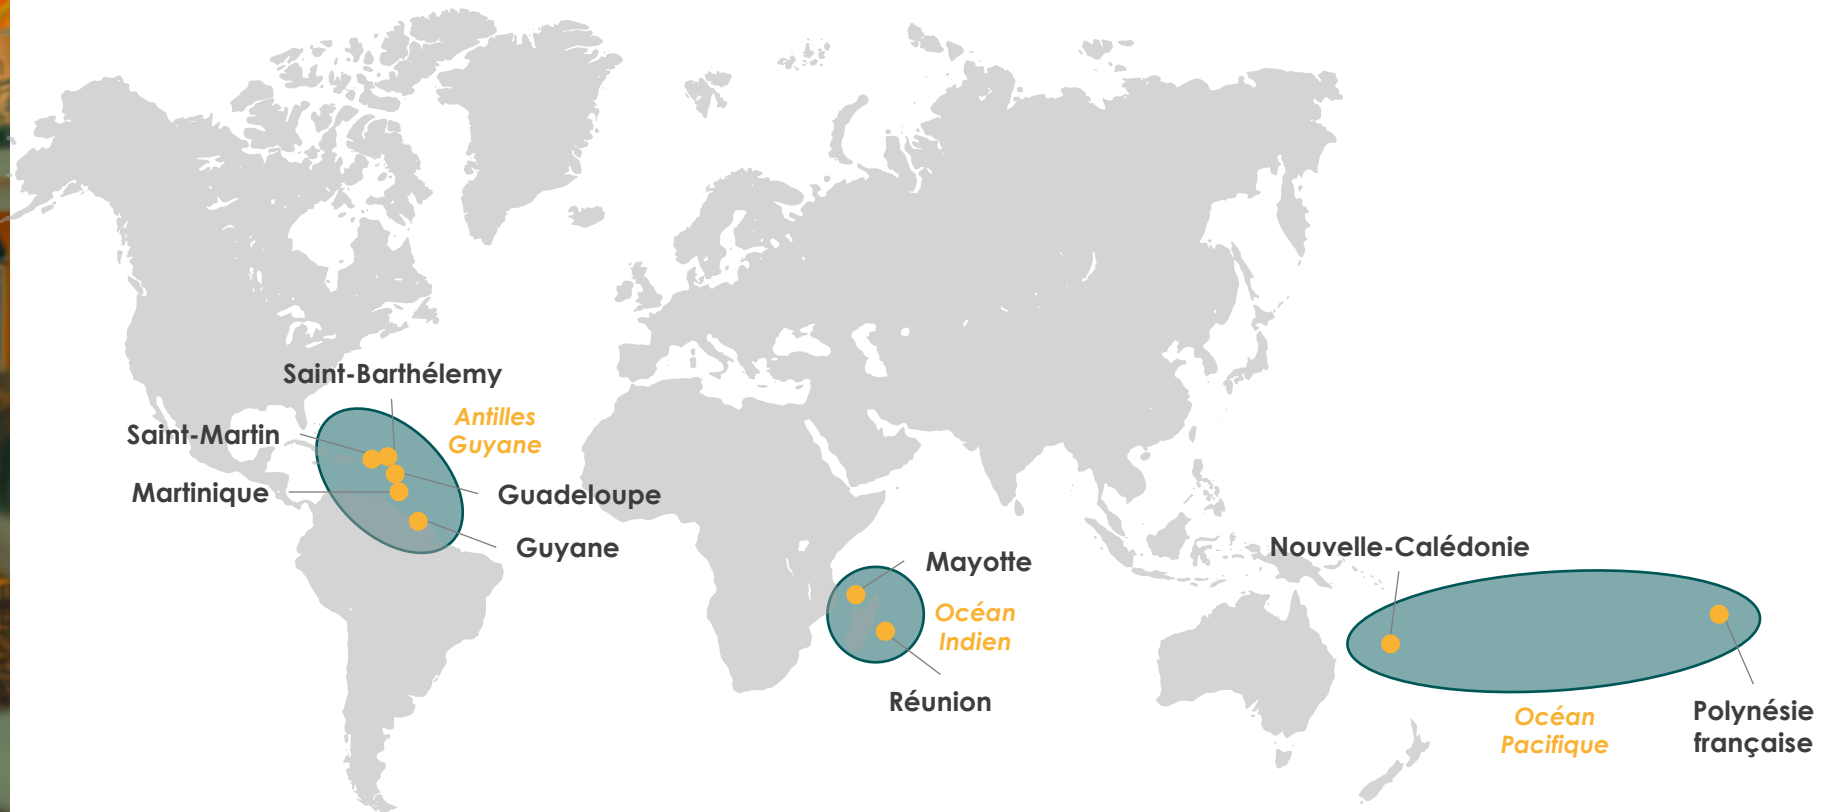 Saint-Barthélemy
Antilles
Guyane
Saint-Martin
Martinique
Guadeloupe
Guyane
Mayotte
Océan
Indien
Réunion
Nouvelle-Calédonie
Océan
Pacifique
Polynésie
française